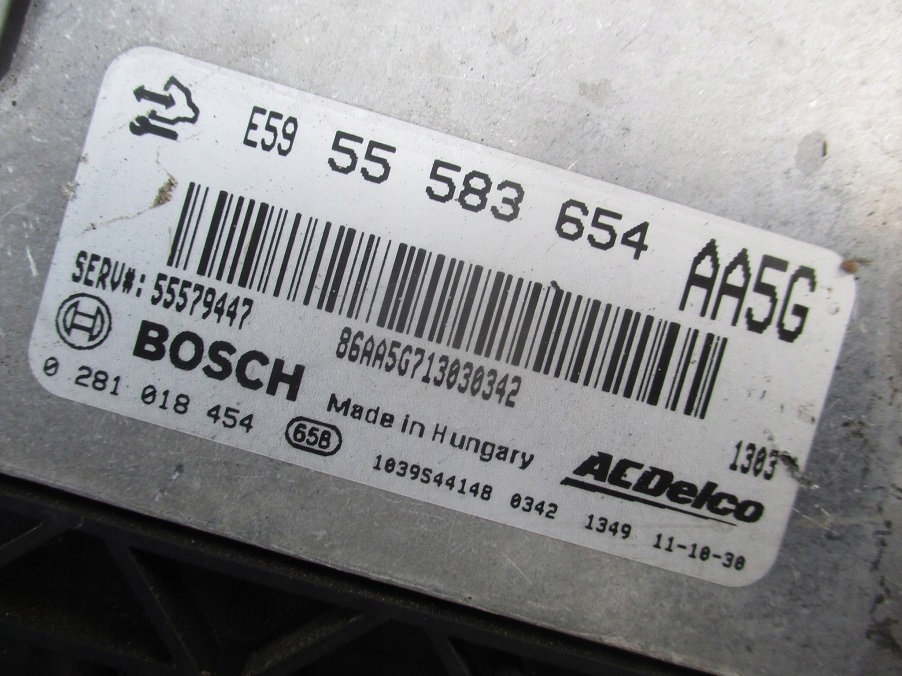 E59 55 583 654 AA5G
SERV#: 55579447
86AA5G713030342
BOSCH
0 281 018 454
658
Made in Hungary
1303
ACDelco
1039S44148 0342 1349 11-10-30